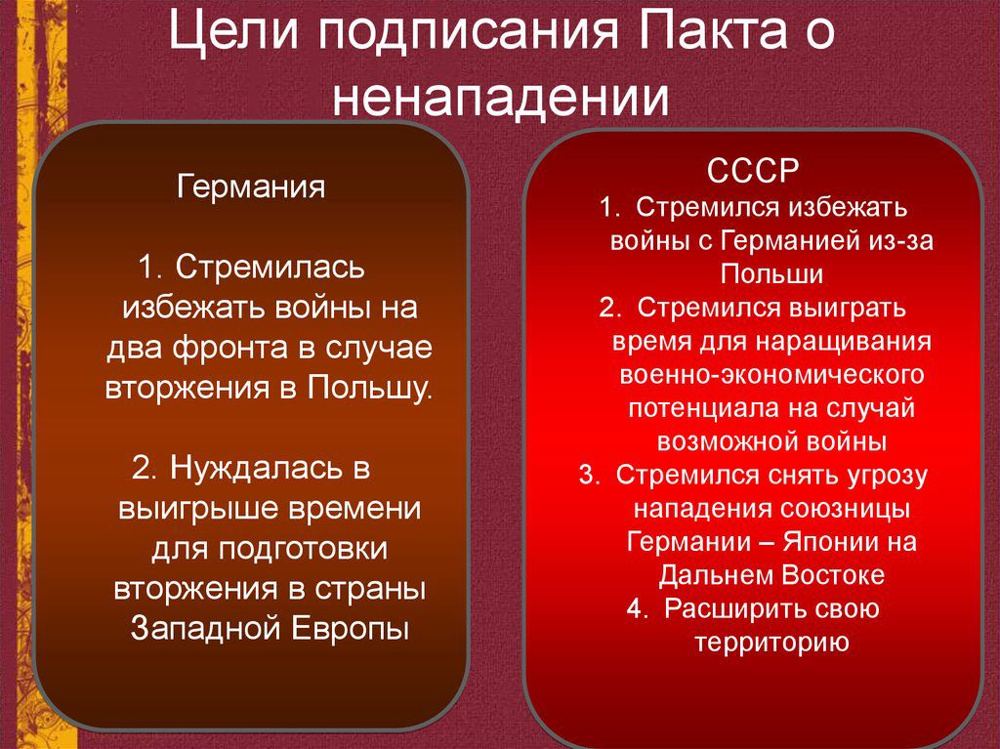 Цели подписания Пакта о
ненападении
Германия
1. Стремилась
избежать войны на
два фронта в случае
вторжения в Польшу.
2. Нуждалась в
выигрыше времени
для подготовки
вторжения в страны
Западной Европы
СССР
1. Стремился избежать
войны с Германией из-за
Польши
2. Стремился выиграть
время для наращивания
военно-экономического
потенциала на случай
возможной войны
3. Стремился снять угрозу
нападения союзницы
Германии – Японии на
Дальнем Востоке
4. Расширить свою
территорию